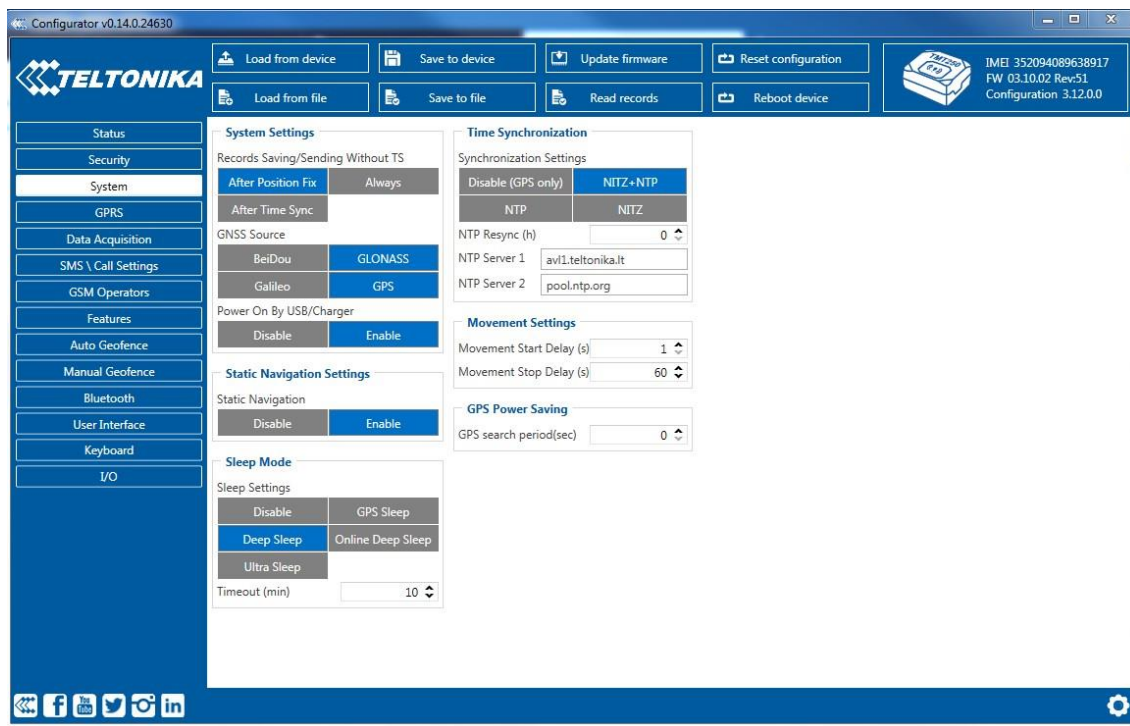 Configurator v0.14.0.24630
TELTONIKA
Load from device
Save to device
Update firmware
Reset configuration
Load from file
Save to file
Read records
Reboot device
TMT250
IMEI 352094089638917
FW 03.10.02 Rev:51
Configuration 3.12.0.0
Status
Security
System
GPRS
Data Acquisition
SMS \ Call Settings
GSM Operators
Features
Auto Geofence
Manual Geofence
Bluetooth
User Interface
Keyboard
I/O
System Settings
Records Saving/Sending Without TS
After Position Fix
Always
After Time Sync
GNSS Source
BeiDou
GLONASS
Galileo
GPS
Power On By USB/Charger
Disable
Enable
Static Navigation Settings
Static Navigation
Disable
Enable
Sleep Mode
Sleep Settings
Disable
GPS Sleep
Deep Sleep
Online Deep Sleep
Ultra Sleep
Timeout (min) 10
Time Synchronization
Synchronization Settings
Disable (GPS only)
NITZ+NTP
NTP
NITZ
NTP Resync (h) 0
NTP Server 1 avl1.teltonika.lt
NTP Server 2 pool.ntp.org
Movement Settings
Movement Start Delay (s) 1
Movement Stop Delay (s) 60
GPS Power Saving
GPS search period(sec) 0
You
Tube
in